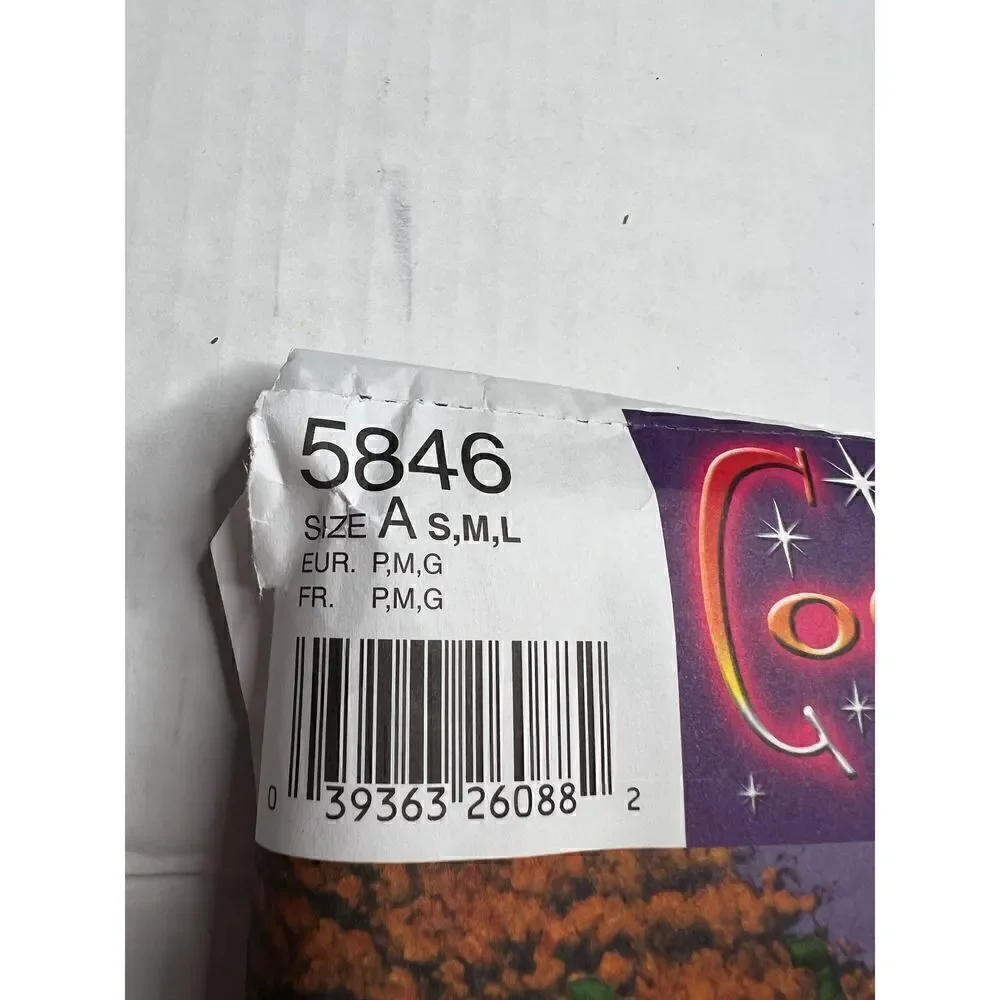 5846
SIZE A S,M,L
EUR. P,M,G
FR. P,M,G
0 39363 26088 2